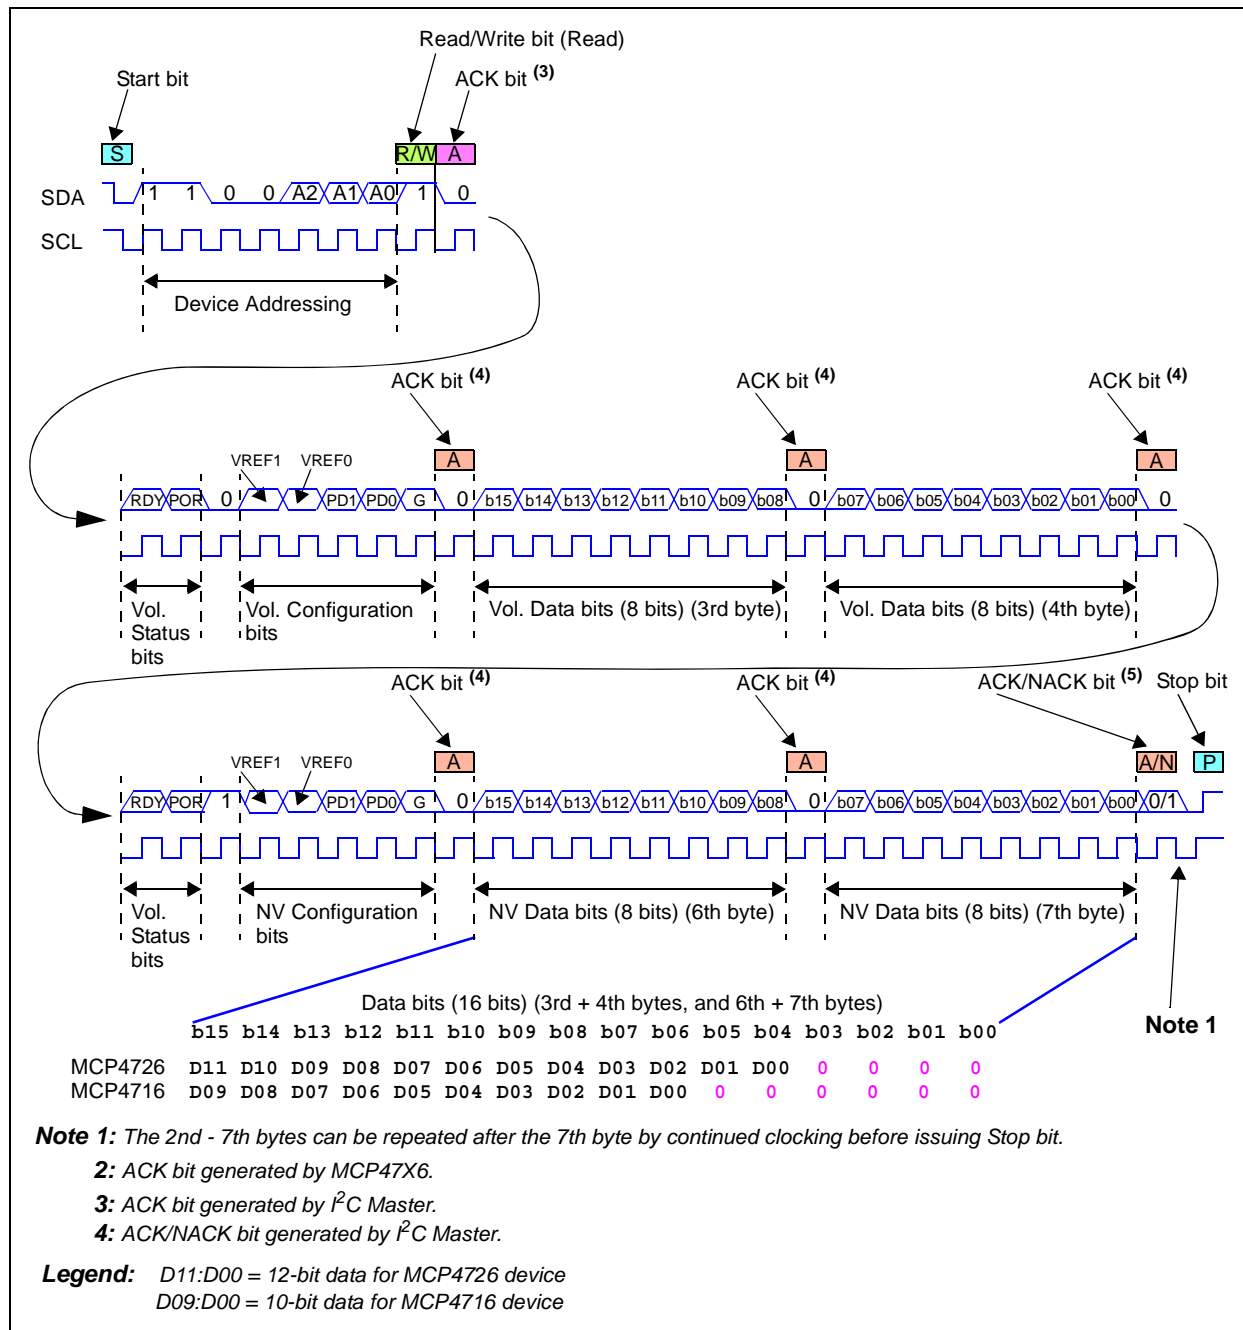 Read/Write bit (Read)
Start bit
ACK bit (3)
S
R/W A
SDA 1 1 0 0 A2 A1 A0 1 0
SCL
Device Addressing
ACK bit (4) ACK bit (4) ACK bit (4)
VREF1 VREF0
A A A
RDY POR 0 PD1 PD0 G 0 b15 b14 b13 b12 b11 b10 b09 b08 0 b07 b06 b05 b04 b03 b02 b01 b00 0
Vol. Status bits
Vol. Configuration bits
Vol. Data bits (8 bits) (3rd byte)
Vol. Data bits (8 bits) (4th byte)
ACK bit (4) ACK bit (4) ACK/NACK bit (5) Stop bit
VREF1 VREF0
A A A/N P
RDY POR 1 PD1 PD0 G 0 b15 b14 b13 b12 b11 b10 b09 b08 0 b07 b06 b05 b04 b03 b02 b01 b00 0/1
Vol. Status bits
NV Configuration bits
NV Data bits (8 bits) (6th byte)
NV Data bits (8 bits) (7th byte)
Note 1
Data bits (16 bits) (3rd + 4th bytes, and 6th + 7th bytes)
b15 b14 b13 b12 b11 b10 b09 b08 b07 b06 b05 b04 b03 b02 b01 b00
MCP4726 D11 D10 D09 D08 D07 D06 D05 D04 D03 D02 D01 D00 0 0 0 0
MCP4716 D09 D08 D07 D06 D05 D04 D03 D02 D01 D00 0 0 0 0 0 0
Note 1: The 2nd - 7th bytes can be repeated after the 7th byte by continued clocking before issuing Stop bit.
2: ACK bit generated by MCP47X6.
3: ACK bit generated by I2C Master.
4: ACK/NACK bit generated by I2C Master.
Legend: D11:D00 = 12-bit data for MCP4726 device
D09:D00 = 10-bit data for MCP4716 device